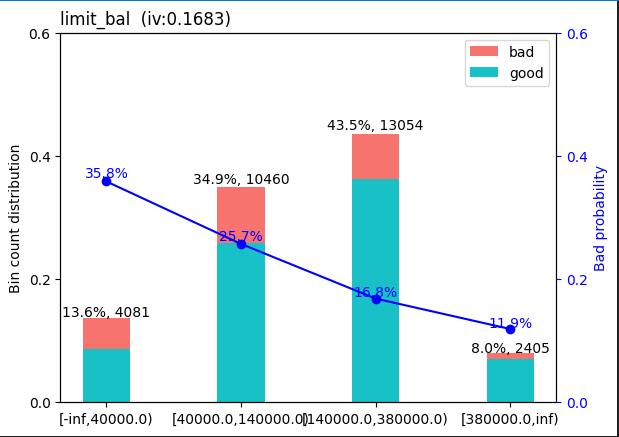 limit_bal (iv:0.1683)
bad
good
0.6
0.4
0.2
0.0
Bin count distribution
13.6%, 4081
34.9%, 10460
43.5%, 13054
8.0%, 2405
35.8%
25.7%
16.8%
11.9%
[-inf,40000.0)
[40000.0,140000.0)
[140000.0,380000.0)
[380000.0,inf)
0.6
0.4
0.2
0.0
Bad probability